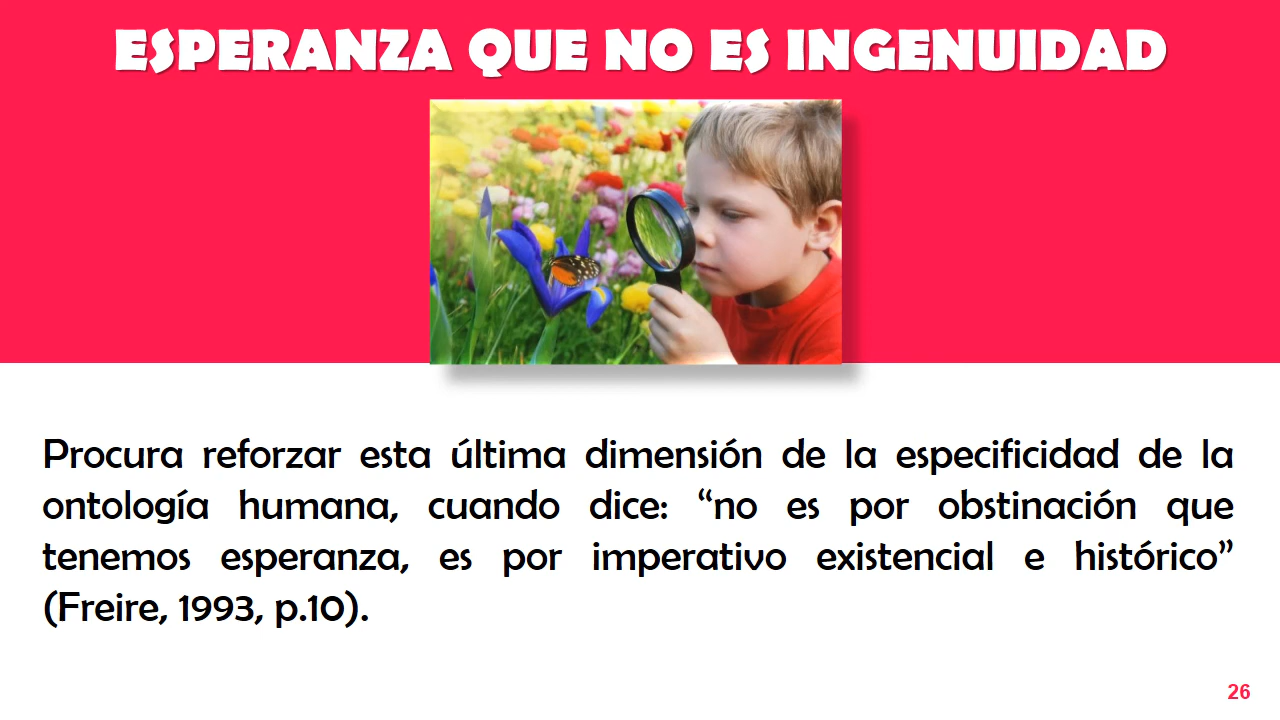 ESPERANZA QUE NO ES INGENUIDAD
Procura reforzar esta última dimensión de la especificidad de la
ontología humana, cuando dice: “no es por obstinación que
tenemos esperanza, es por imperativo existencial e histórico”
(Freire, 1993, p.10).
26